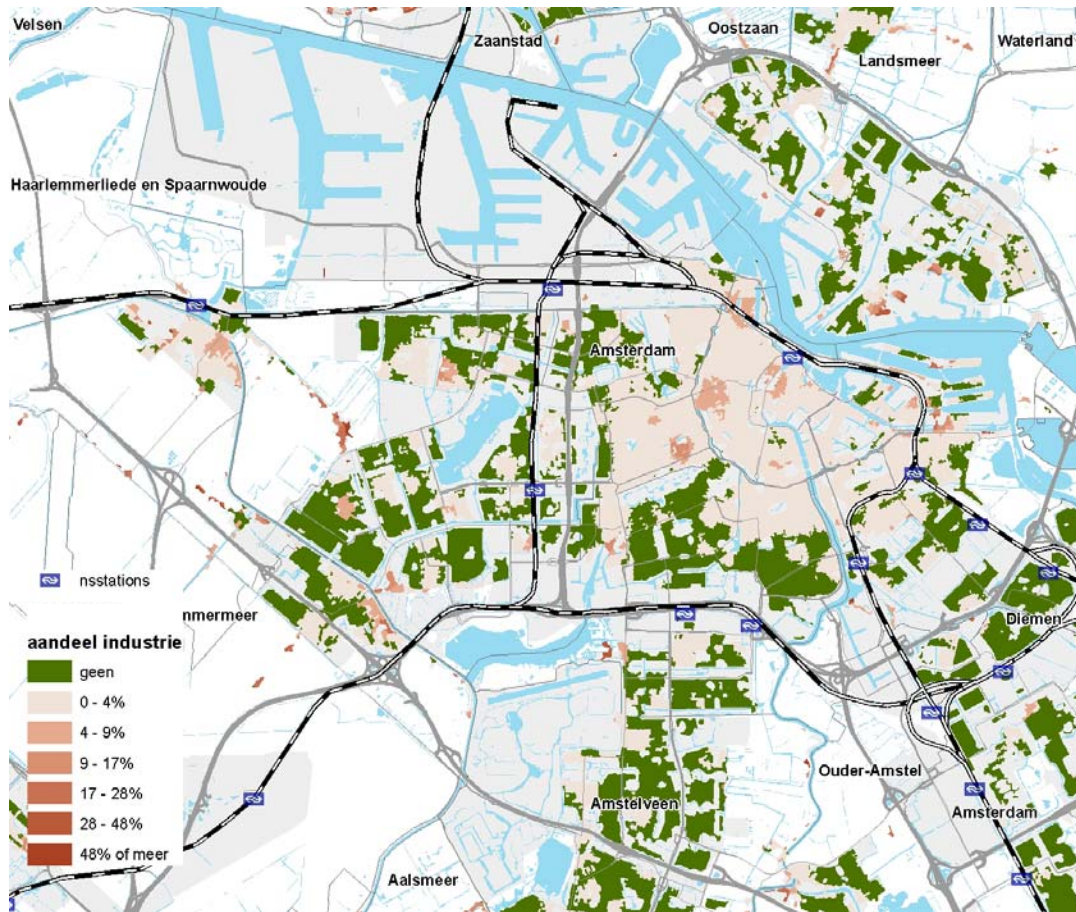 Velsen
Zaanstad
Oostzaan
Landsmeer
Waterland
Haarlemmerliede en Spaarnwoude
Amsterdam
nsstations
nmermeer
Diemen
aandeel industrie
geen
0 - 4%
4 - 9%
9 - 17%
17 - 28%
28 - 48%
48% of meer
Ouder-Amstel
Amstelveen
Amsterdam
Aalsmeer